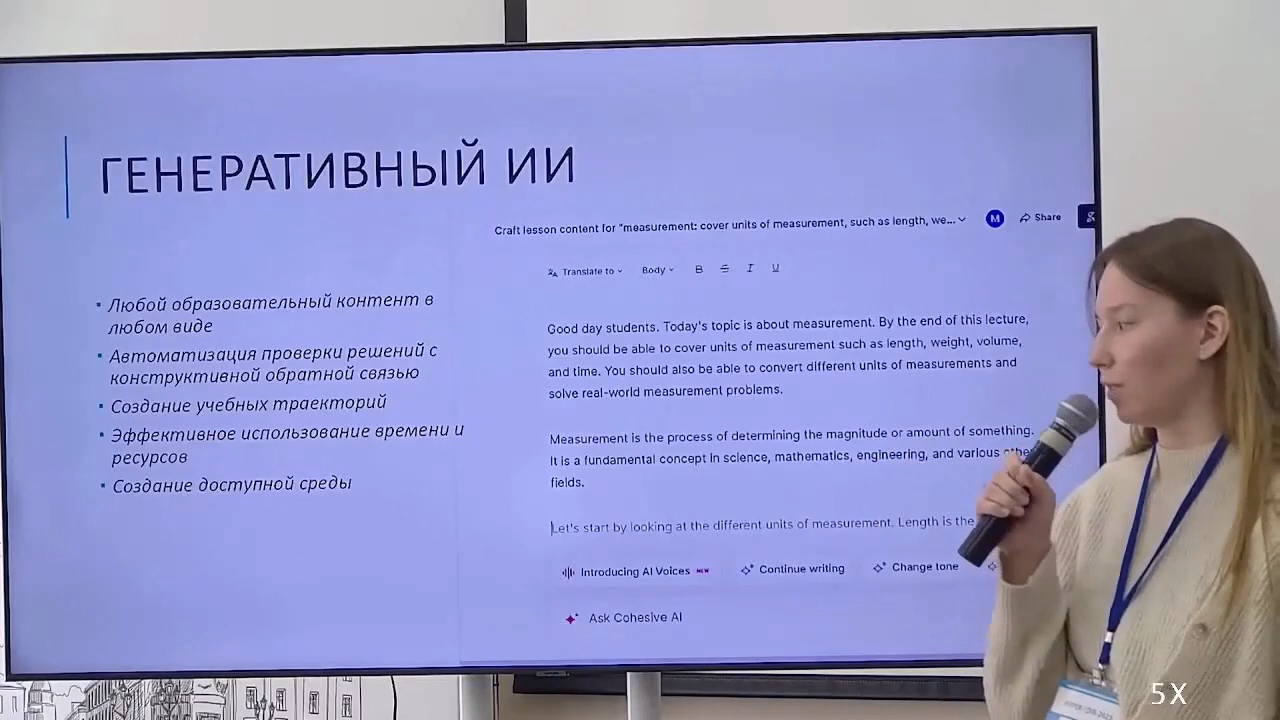 ГЕНЕРАТИВНЫЙ ИИ
▪ Любой образовательный контент в
любом виде
▪ Автоматизация проверки решений с
конструктивной обратной связью
▪ Создание учебных траекторий
▪ Эффективное использование времени и
ресурсов
▪ Создание доступной среды
Craft lesson content for "measurement: cover units of measurement, such as length, we...
M
Share
Translate to
Body
B S I U
Good day students. Today's topic is about measurement. By the end of this lecture,
you should be able to cover units of measurement such as length, weight, volume,
and time. You should also be able to convert different units of measurements and
solve real-world measurement problems.
Measurement is the process of determining the magnitude or amount of something.
It is a fundamental concept in science, mathematics, engineering, and various other
fields.
Let's start by looking at the different units of measurement. Length is the
Introducing AI Voices NEW
Continue writing
Change tone
Ask Cohesive AI
5X